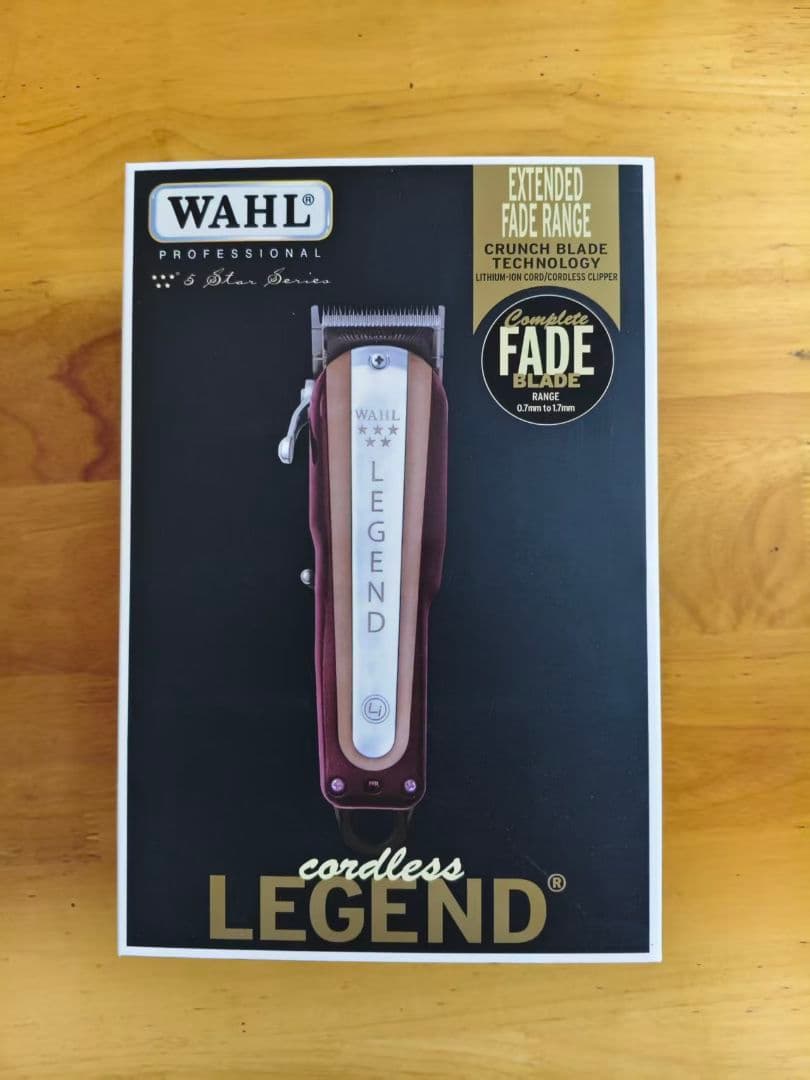 WAHL®
PROFESSIONAL
5 Star Series
EXTENDED
FADE RANGE
CRUNCH BLADE
TECHNOLOGY
LITHIUM-ION CORD/CORDLESS CLIPPER
Complete
FADE
BLADE
RANGE
0.7mm to 1.7mm
WAHL
LEGEND
Li
cordless
LEGEND®